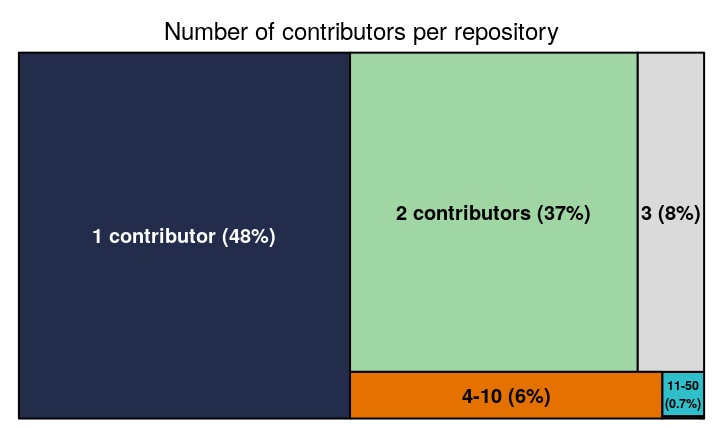 Number of contributors per repository
1 contributor (48%)
2 contributors (37%)
3 (8%)
4-10 (6%)
11-50
(0.7%)